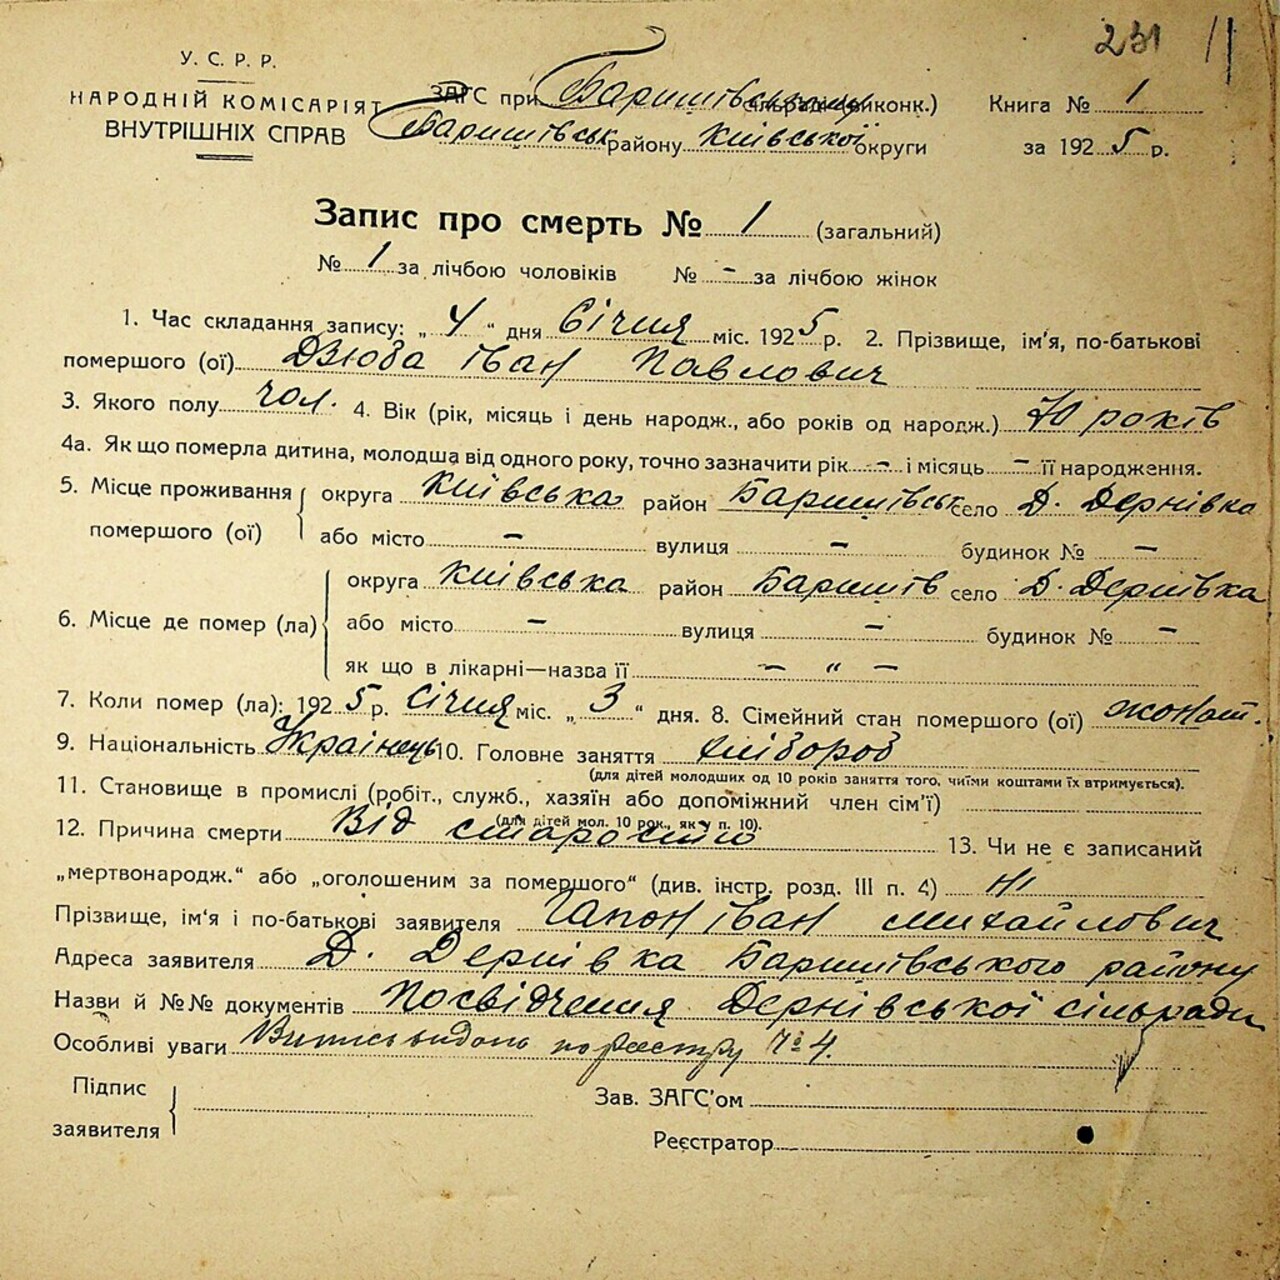 231
У. С. Р. Р.
НАРОДНІЙ КОМІСАРІЯТ
ВНУТРІШНІХ СПРАВ
ЗАГС при Баришівському виконк.)
Баришівськ району Київської округи
Книга № 1
за 1925 р.
Запис про смерть № 1 (загальний)
№ 1 за лічбою чоловіків № - за лічбою жінок
1. Час складання запису: „ 4 “ дня Січня міс. 1925 р. 2. Прізвище, ім'я, по-батькові
помершого (ої) Дзюба Іван Павлович
3. Якого полу чол. 4. Вік (рік, місяць і день народж., або років од народж.) 70 років
4а. Як що померла дитина, молодша від одного року, точно зазначити рік - і місяць - її народження.
5. Місце проживання помершого (ої) округа Київська район Баришівськ село Д. Дернівка
або місто - вулиця - будинок № -
6. Місце де помер (ла) округа Київська район Баришів село Д. Дернівка
або місто - вулиця - будинок № -
як що в лікарні—назва її - „ -
7. Коли помер (ла): 1925 р. Січня міс. „ 3 “ дня. 8. Сімейний стан помершого (ої) жонат.
9. Національність Українець 10. Головне заняття хлібороб
(для дітей молодших од 10 років заняття того, чиїми коштами їх втримується).
11. Становище в промислі (робіт., служб., хазяїн або допоміжний член сім'ї)
(для дітей мол. 10 рок., як у п. 10).
12. Причина смерти Від старости 13. Чи не є записаний
„мертвонародж.“ або „оголошеним за помершого“ (див. інстр. розд. III п. 4) Ні
Прізвище, ім'я і по-батькові заявителя Гапон Іван Михайлович
Адреса заявителя Д. Дернівка Баришівського району
Назви й №№ документів Посвідчення Дернівської сільради
Особливі уваги Випись видано по реєстру № 4.
Підпис заявителя
Зав. ЗАГС'ом
Реєстратор